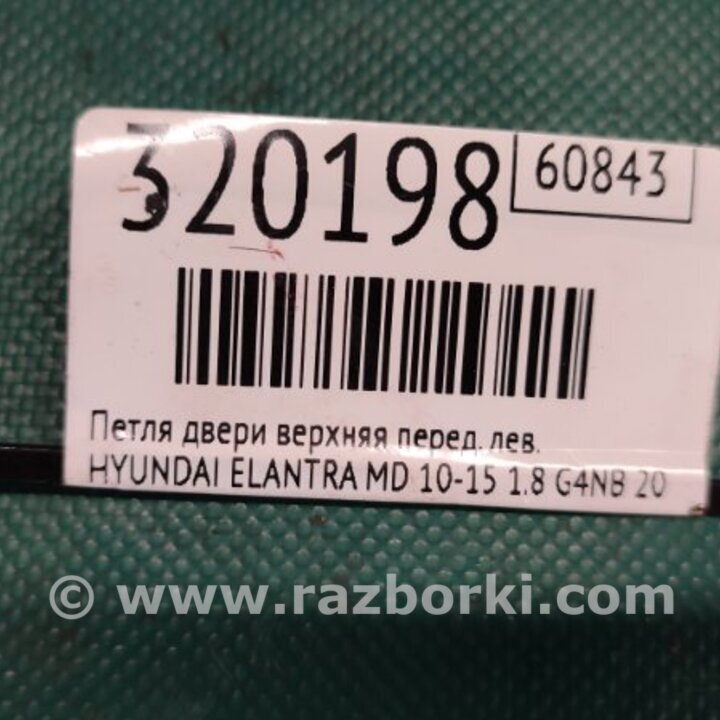 320198
60843
Петля двери верхняя перед. лев.
HYUNDAI ELANTRA MD 10-15 1.8 G4NB 20
© www.razborki.com